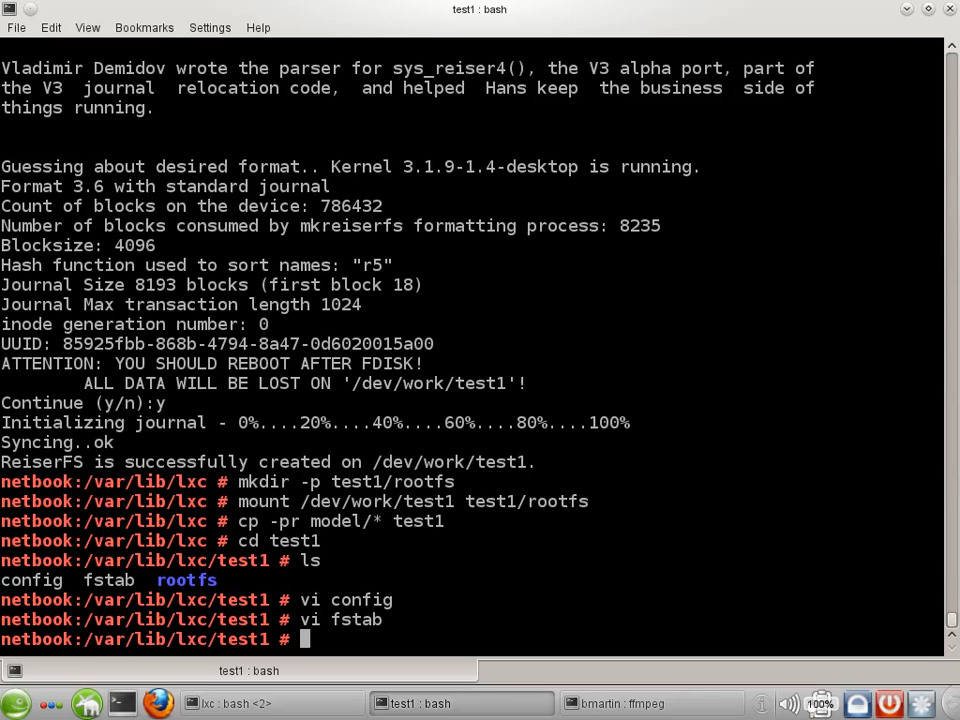 test1 : bash
File Edit View Bookmarks Settings Help
Vladimir Demidov wrote the parser for sys_reiser4(), the V3 alpha port, part of
the V3  journal  relocation code,  and helped  Hans keep  the business  side of
things running.
Guessing about desired format.. Kernel 3.1.9-1.4-desktop is running.
Format 3.6 with standard journal
Count of blocks on the device: 786432
Number of blocks consumed by mkreiserfs formatting process: 8235
Blocksize: 4096
Hash function used to sort names: "r5"
Journal Size 8193 blocks (first block 18)
Journal Max transaction length 1024
inode generation number: 0
UUID: 85925fbb-868b-4794-8a47-0d6020015a00
ATTENTION: YOU SHOULD REBOOT AFTER FDISK!
        ALL DATA WILL BE LOST ON '/dev/work/test1'!
Continue (y/n):y
Initializing journal - 0%....20%....40%....60%....80%....100%
Syncing..ok
ReiserFS is successfully created on /dev/work/test1.
netbook:/var/lib/lxc # mkdir -p test1/rootfs
netbook:/var/lib/lxc # mount /dev/work/test1 test1/rootfs
netbook:/var/lib/lxc # cp -pr model/* test1
netbook:/var/lib/lxc # cd test1
netbook:/var/lib/lxc/test1 # ls
config  fstab  rootfs
netbook:/var/lib/lxc/test1 # vi config
netbook:/var/lib/lxc/test1 # vi fstab
netbook:/var/lib/lxc/test1 #
test1 : bash
lxc : bash <2> test1 : bash bmartin : ffmpeg 100%